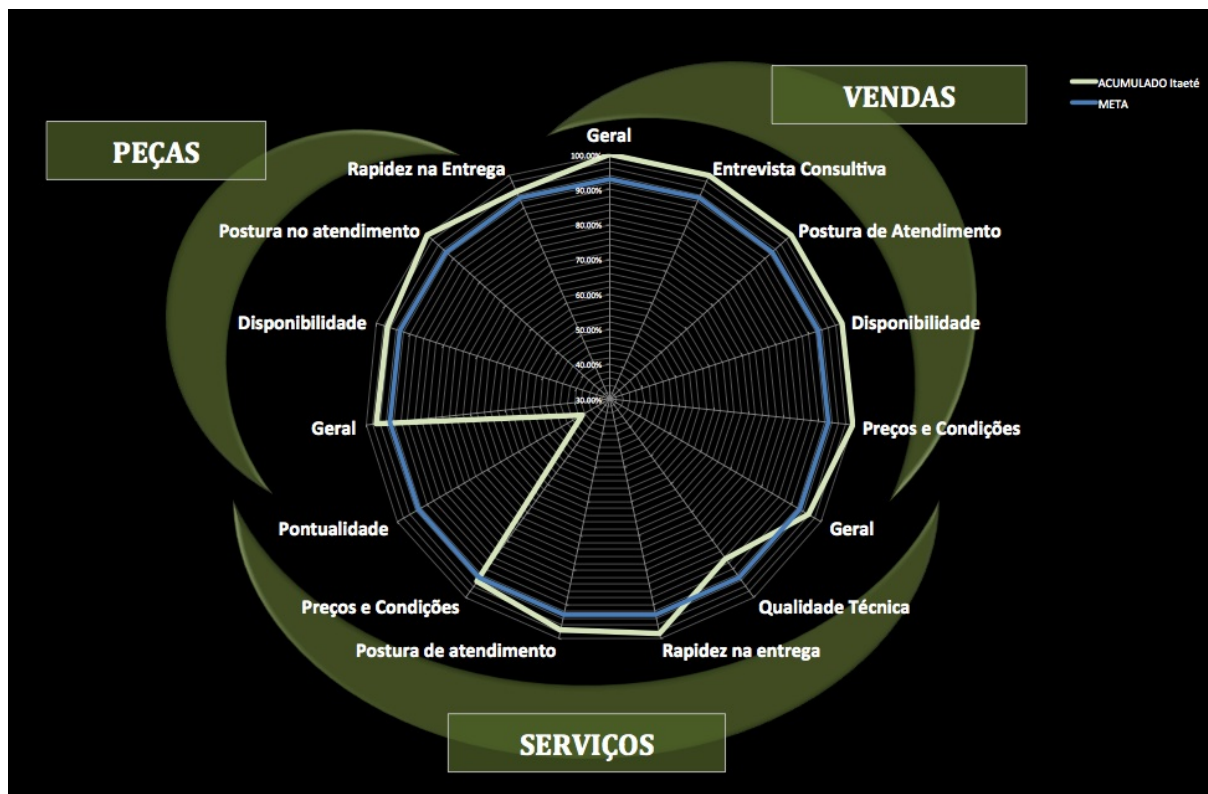 VENDAS
ACUMULADO Itaeté
META
PEÇAS
Geral
Rapidez na Entrega
100.00%
Entrevista Consultiva
90.00%
Postura no atendimento
Postura de Atendimento
80.00%
70.00%
60.00%
Disponibilidade
Disponibilidade
50.00%
40.00%
30.00%
Geral
Preços e Condições
Pontualidade
Geral
Preços e Condições
Qualidade Técnica
Postura de atendimento
Rapidez na entrega
SERVIÇOS